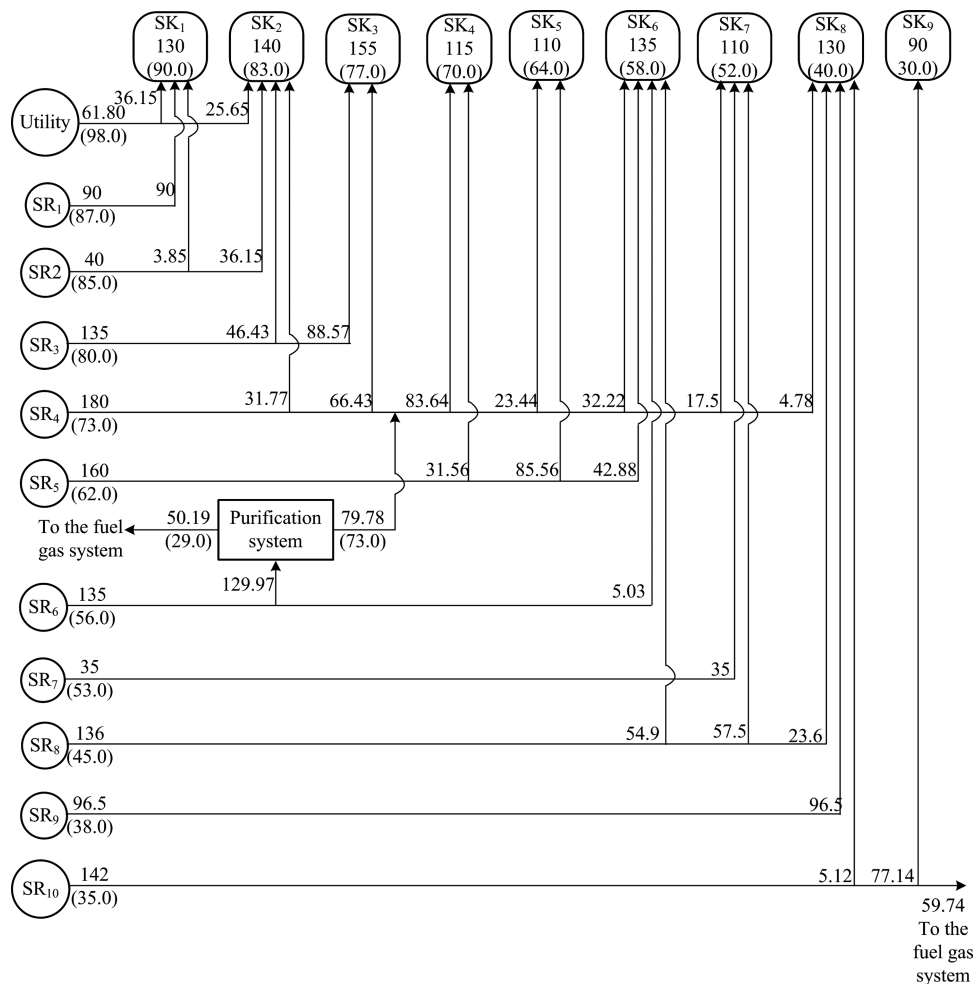 SK₁ SK₂ SK₃ SK₄ SK₅ SK₆ SK₇ SK₈ SK₉
130 140 155 115 110 135 110 130 90
(90.0) (83.0) (77.0) (70.0) (64.0) (58.0) (52.0) (40.0) 30.0)
36.15
Utility 61.80 25.65
(98.0)
SR₁ 90 90
(87.0)
SR2 40 3.85 36.15
(85.0)
SR₃ 135 46.43 88.57
(80.0)
SR₄ 180 31.77 66.43 83.64 23.44 32.22 17.5 4.78
(73.0)
SR₅ 160 31.56 85.56 42.88
(62.0)
To the fuel
gas system
50.19
(29.0)
Purification
system
79.78
(73.0)
129.97
SR₆ 135 5.03
(56.0)
SR₇ 35 35
(53.0)
SR₈ 136 54.9 57.5 23.6
(45.0)
SR₉ 96.5 96.5
(38.0)
SR₁₀ 142 5.12 77.14
(35.0)
59.74
To the
fuel gas
system